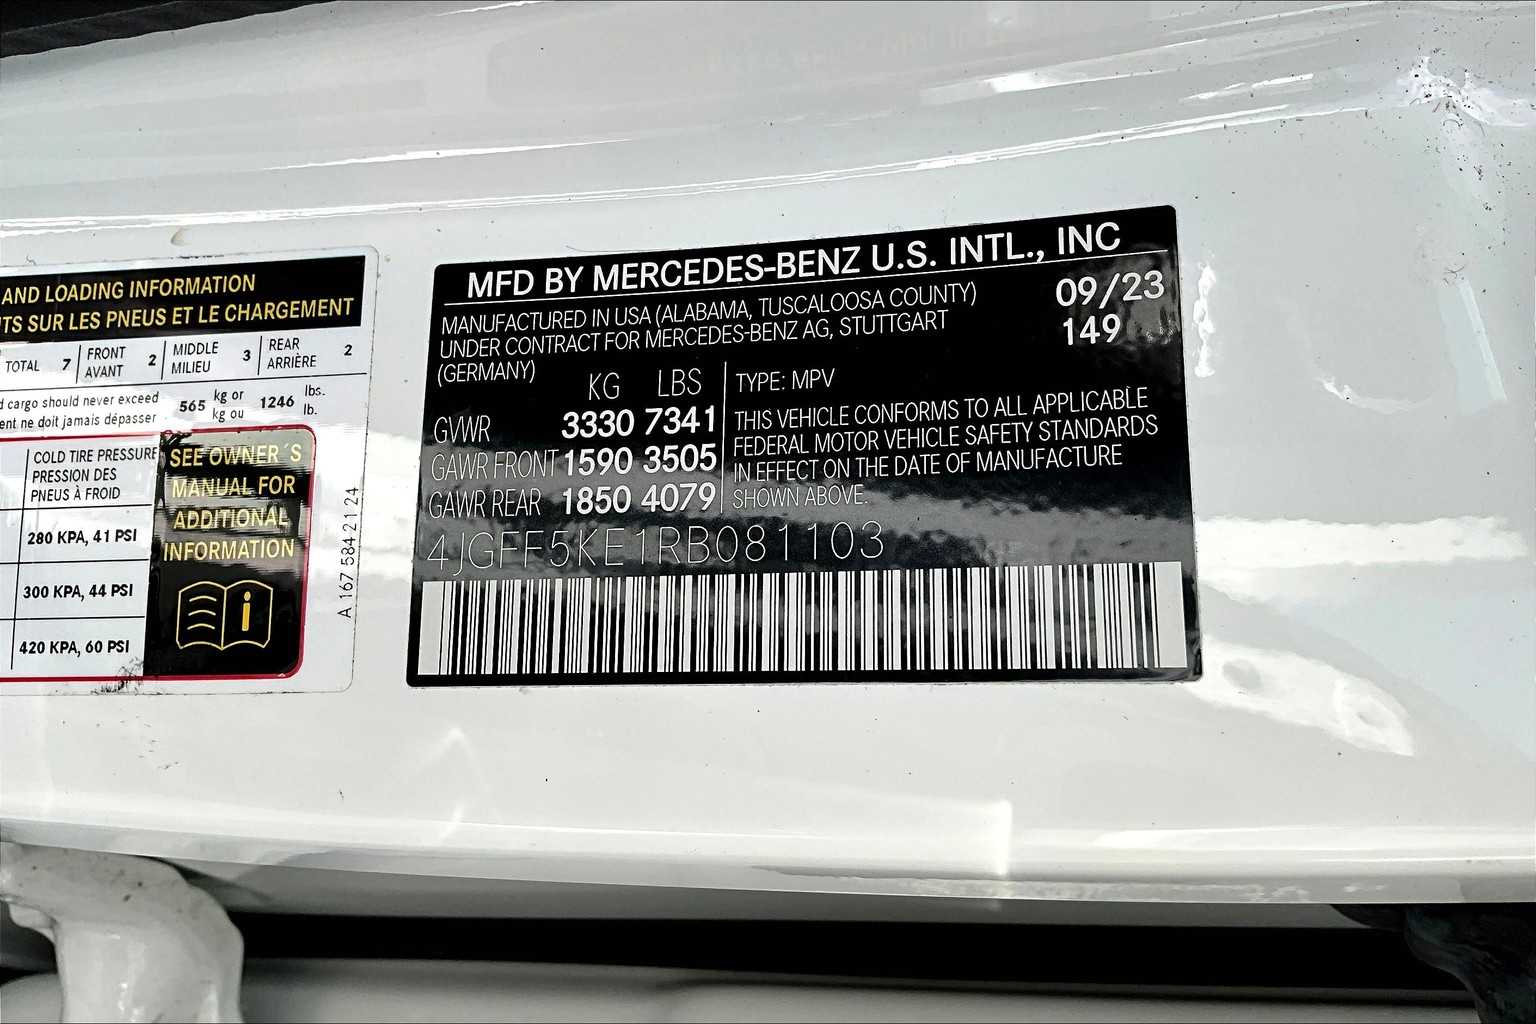 AND LOADING INFORMATION
TS SUR LES PNEUS ET LE CHARGEMENT
TOTAL 7 FRONT AVANT 2 MIDDLE MILIEU 3 REAR ARRIÈRE 2
d cargo should never exceed
ent ne doit jamais dépasser
565 kg or kg ou 1246 lbs. lb.
COLD TIRE PRESSURE
PRESSION DES
PNEUS À FROID
280 KPA, 41 PSI
300 KPA, 44 PSI
420 KPA, 60 PSI
SEE OWNER´S
MANUAL FOR
ADDITIONAL
INFORMATION
A 167 584 21 24
MFD BY MERCEDES-BENZ U.S. INTL., INC
MANUFACTURED IN USA (ALABAMA, TUSCALOOSA COUNTY)
UNDER CONTRACT FOR MERCEDES-BENZ AG, STUTTGART
(GERMANY)
09/23
149
KG LBS
GVWR 3330 7341
GAWR FRONT 1590 3505
GAWR REAR 1850 4079
TYPE: MPV
THIS VEHICLE CONFORMS TO ALL APPLICABLE
FEDERAL MOTOR VEHICLE SAFETY STANDARDS
IN EFFECT ON THE DATE OF MANUFACTURE
SHOWN ABOVE.
4JGFF5KE1RB081103